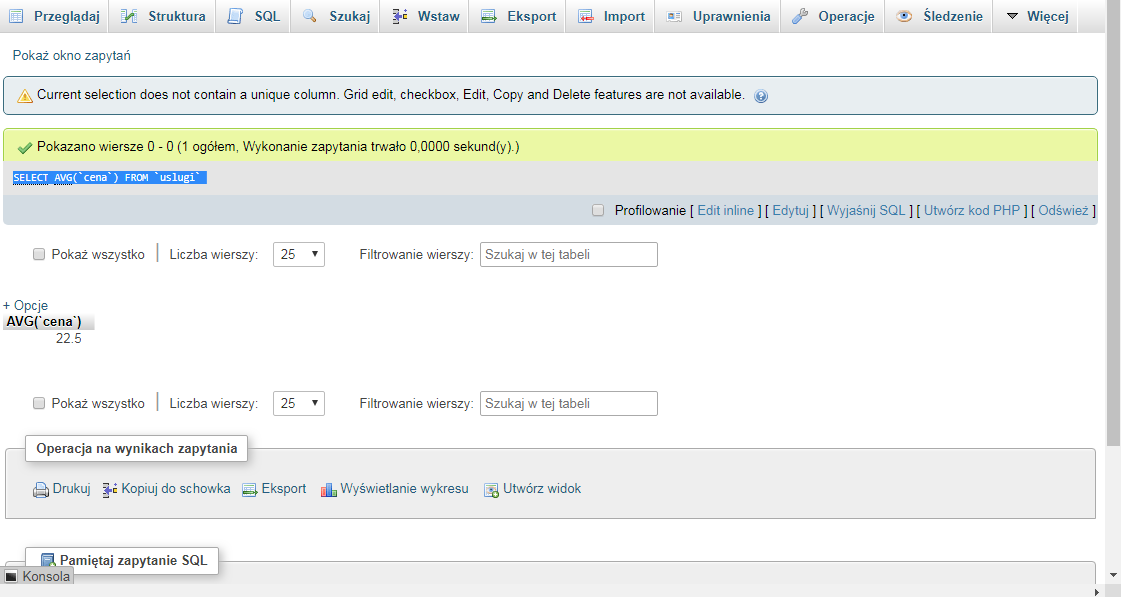 Przeglądaj Struktura SQL Szukaj Wstaw Eksport Import Uprawnienia Operacje Śledzenie Więcej
Pokaż okno zapytań
Current selection does not contain a unique column. Grid edit, checkbox, Edit, Copy and Delete features are not available.
Pokazano wiersze 0 - 0 (1 ogółem, Wykonanie zapytania trwało 0,0000 sekund(y).)
SELECT AVG(`cena`) FROM `uslugi`
Profilowanie [ Edit inline ] [ Edytuj ] [ Wyjaśnij SQL ] [ Utwórz kod PHP ] [ Odśwież ]
Pokaż wszystko | Liczba wierszy: 25 Filtrowanie wierszy: Szukaj w tej tabeli
+ Opcje
AVG(`cena`)
22.5
Pokaż wszystko | Liczba wierszy: 25 Filtrowanie wierszy: Szukaj w tej tabeli
Operacja na wynikach zapytania
Drukuj Kopiuj do schowka Eksport Wyświetlanie wykresu Utwórz widok
Pamiętaj zapytanie SQL
Konsola